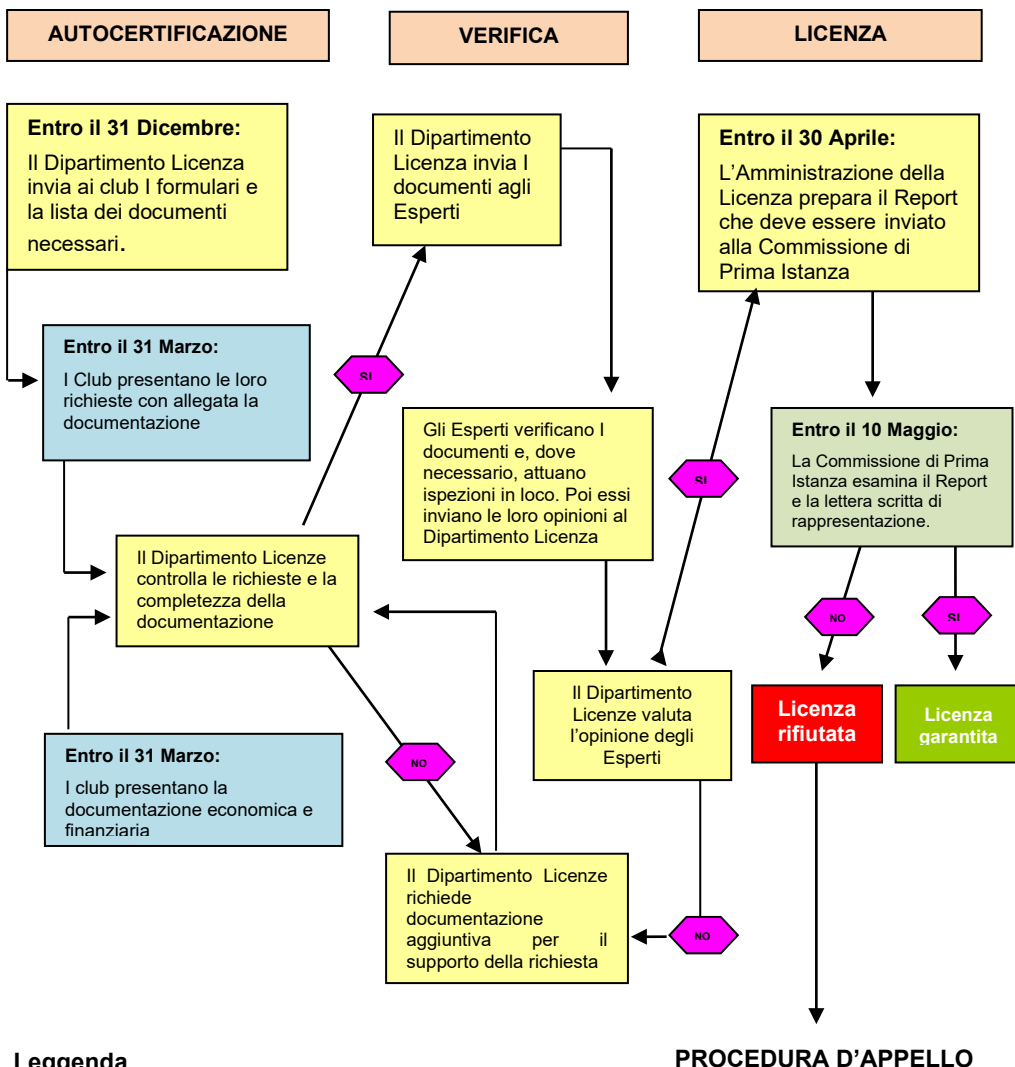 AUTOCERTIFICAZIONE
VERIFICA
LICENZA
Entro il 31 Dicembre:
Il Dipartimento Licenza
invia ai club I formulari e
la lista dei documenti
necessari.
Il Dipartimento
Licenza invia I
documenti agli
Esperti
Entro il 30 Aprile:
L'Amministrazione della
Licenza prepara il Report
che deve essere inviato
alla Commissione di
Prima Istanza
Entro il 31 Marzo:
I Club presentano le loro
richieste con allegata la
documentazione
SI
Gli Esperti verificano I
documenti e, dove
necessario, attuano
ispezioni in loco. Poi essi
inviano le loro opinioni al
Dipartimento Licenza
SI
Entro il 10 Maggio:
La Commissione di Prima
Istanza esamina il Report
e la lettera scritta di
rappresentazione.
Il Dipartimento Licenze
controlla le richieste e la
completezza della
documentazione
NO
SI
Il Dipartimento
Licenze valuta
l'opinione degli
Esperti
Licenza
rifiutata
Licenza
garantita
Entro il 31 Marzo:
I club presentano la
documentazione economica e
finanziaria
NO
Il Dipartimento Licenze
richiede
documentazione
aggiuntiva per il
supporto della richiesta
NO
Leggenda
PROCEDURA D'APPELLO